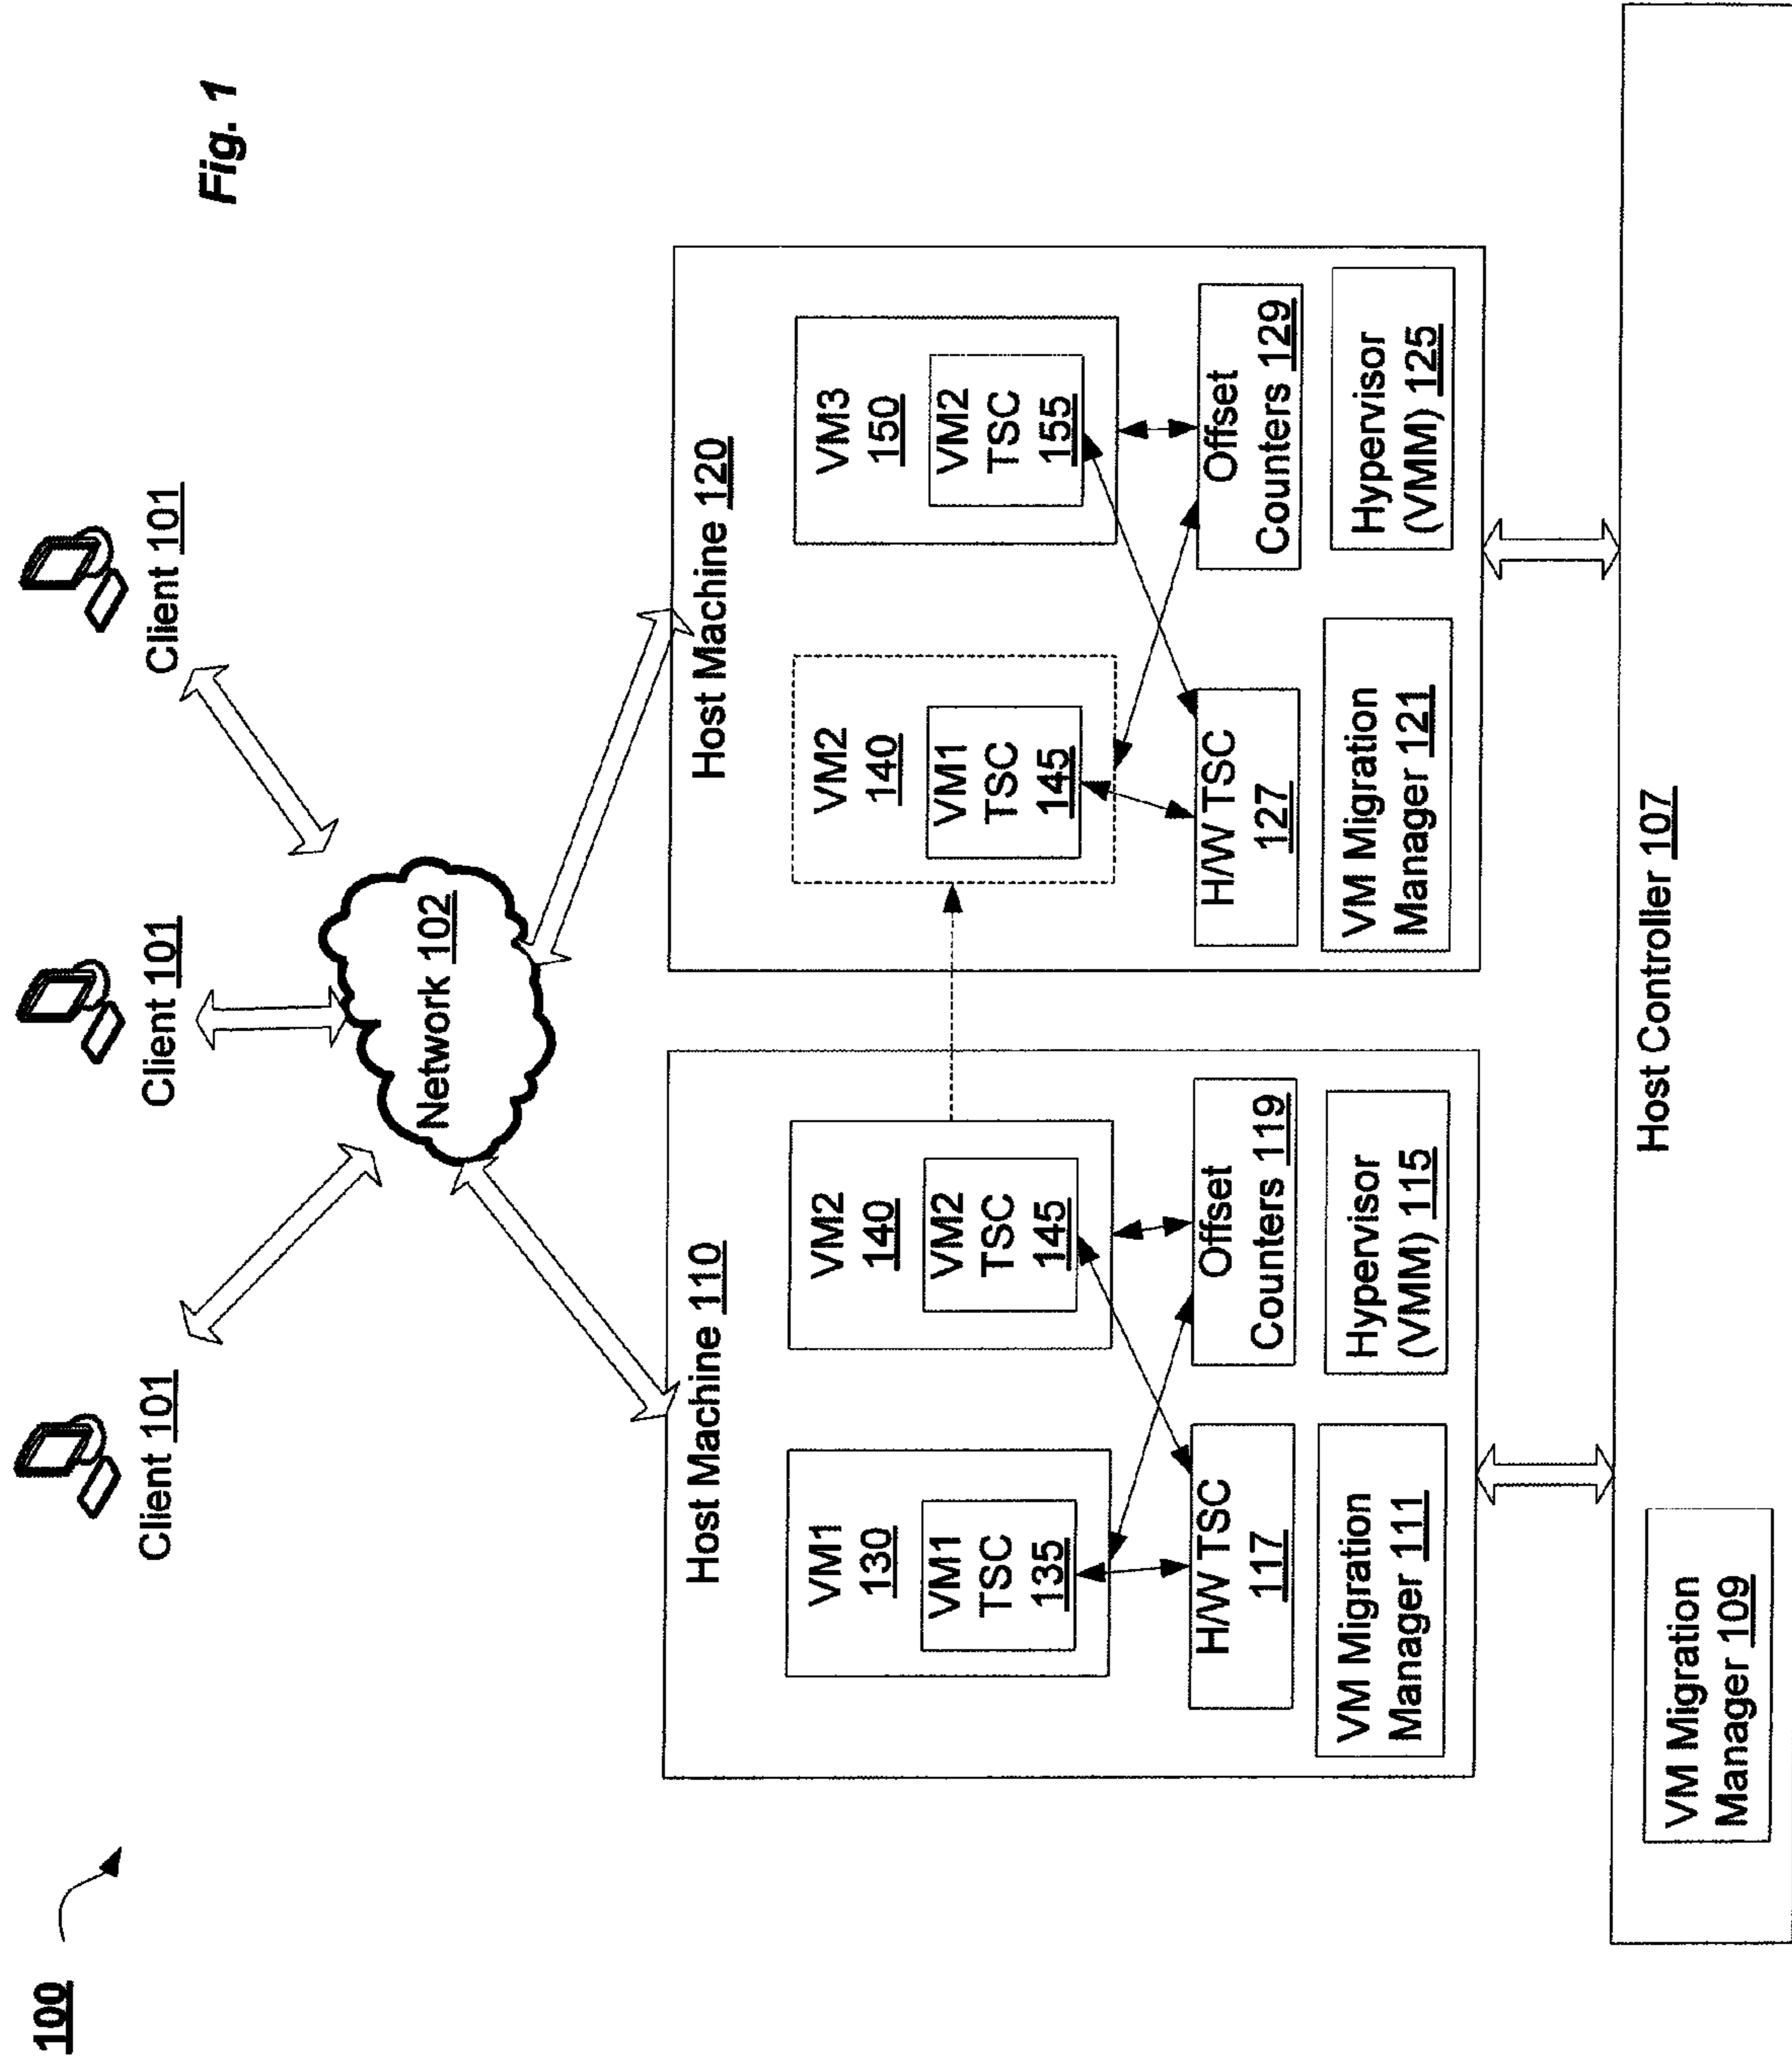 100
Fig. 1
Client 101
Client 101
Client 101
Network 102
Host Machine 110
VM1
130
VM1
TSC
135
VM2
140
VM2
TSC
145
H/W TSC
117
Offset
Counters 119
VM Migration
Manager 111
Hypervisor
(VMM) 115
Host Machine 120
VM2
140
VM1
TSC
145
VM3
150
VM2
TSC
155
H/W TSC
127
Offset
Counters 129
VM Migration
Manager 121
Hypervisor
(VMM) 125
Host Controller 107
VM Migration
Manager 109